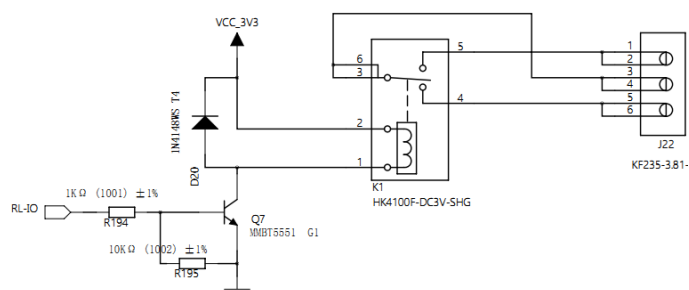 VCC_3V3
1N4148WS T4
D20
6
3
2
1
5
4
K1
HK4100F-DC3V-SHG
1
2
3
4
5
6
J22
KF235-3.81-
1KΩ (1001) ±1%
RL-IO
R194
Q7
MMBT5551 G1
10KΩ (1002) ±1%
R195